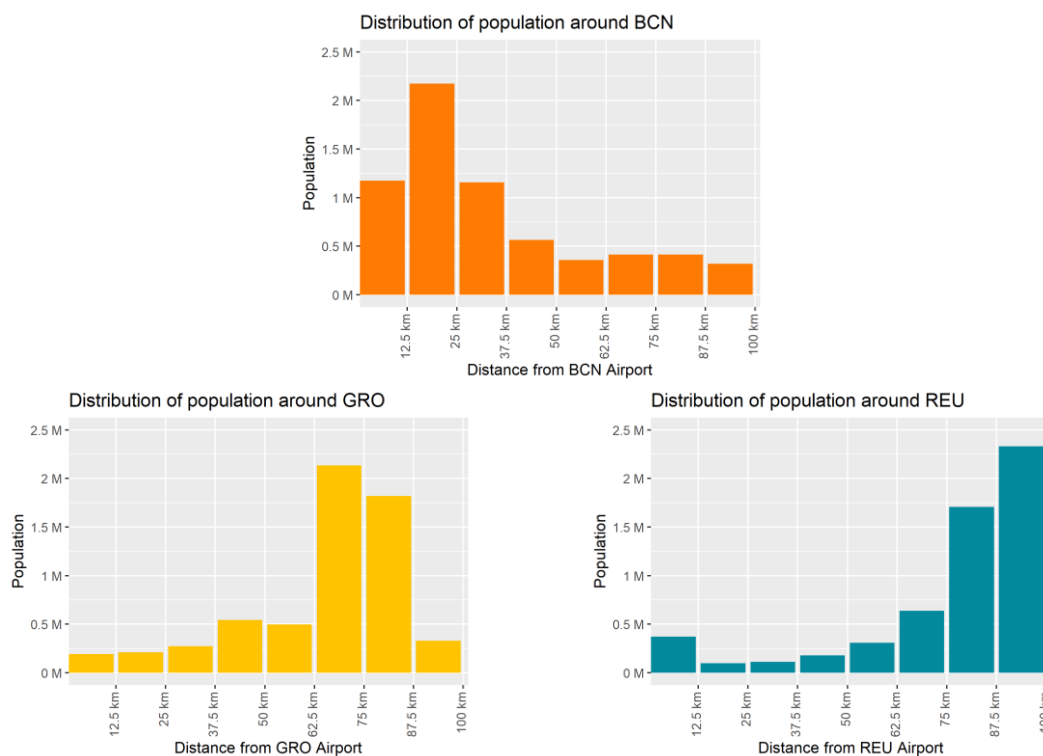 Distribution of population around BCN
2.5 M
2 M
1.5 M
1 M
0.5 M
0 M
Population
12.5 km
25 km
37.5 km
50 km
62.5 km
75 km
87.5 km
100 km
Distance from BCN Airport
Distribution of population around GRO
2.5 M
2 M
1.5 M
1 M
0.5 M
0 M
Population
12.5 km
25 km
37.5 km
50 km
62.5 km
75 km
87.5 km
100 km
Distance from GRO Airport
Distribution of population around REU
2.5 M
2 M
1.5 M
1 M
0.5 M
0 M
Population
12.5 km
25 km
37.5 km
50 km
62.5 km
75 km
87.5 km
100 km
Distance from REU Airport